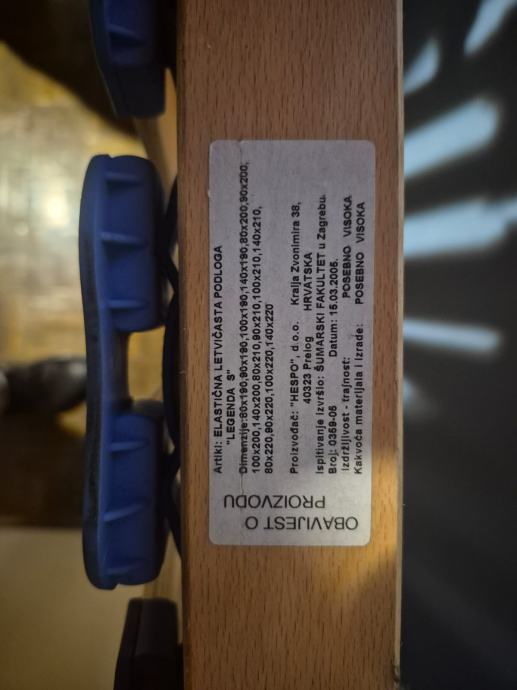 OBAVIJEST O
PROIZVODU
Artikl: ELASTIČNA LETVIČASTA PODLOGA
"LEGENDA S"
Dimenzije:80x190,90x190,100x190,140x190,80x200,90x200,
100x200,140x200,80x210,90x210,100x210,140x210,
80x220,90x220,100x220,140x220
Proizvođač: "HESPO", d.o.o. Kralja Zvonimira 38,
40323 Prelog HRVATSKA
Ispitivanje izvršio: ŠUMARSKI FAKULTET u Zagrebu
Broj: 0359-05 Datum: 15.03.2005.
Izdržljivost - trajnost: POSEBNO VISOKA
Kakvoća materijala i izrade: POSEBNO VISOKA